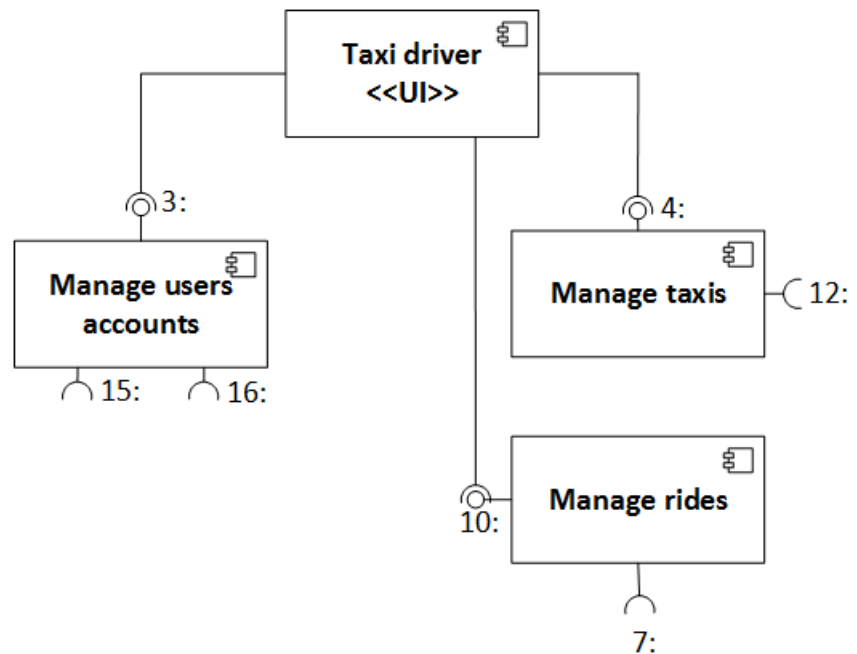 Taxi driver
<<UI>>
3:
4:
Manage users
accounts
Manage taxis
12:
15:
16:
Manage rides
10:
7: